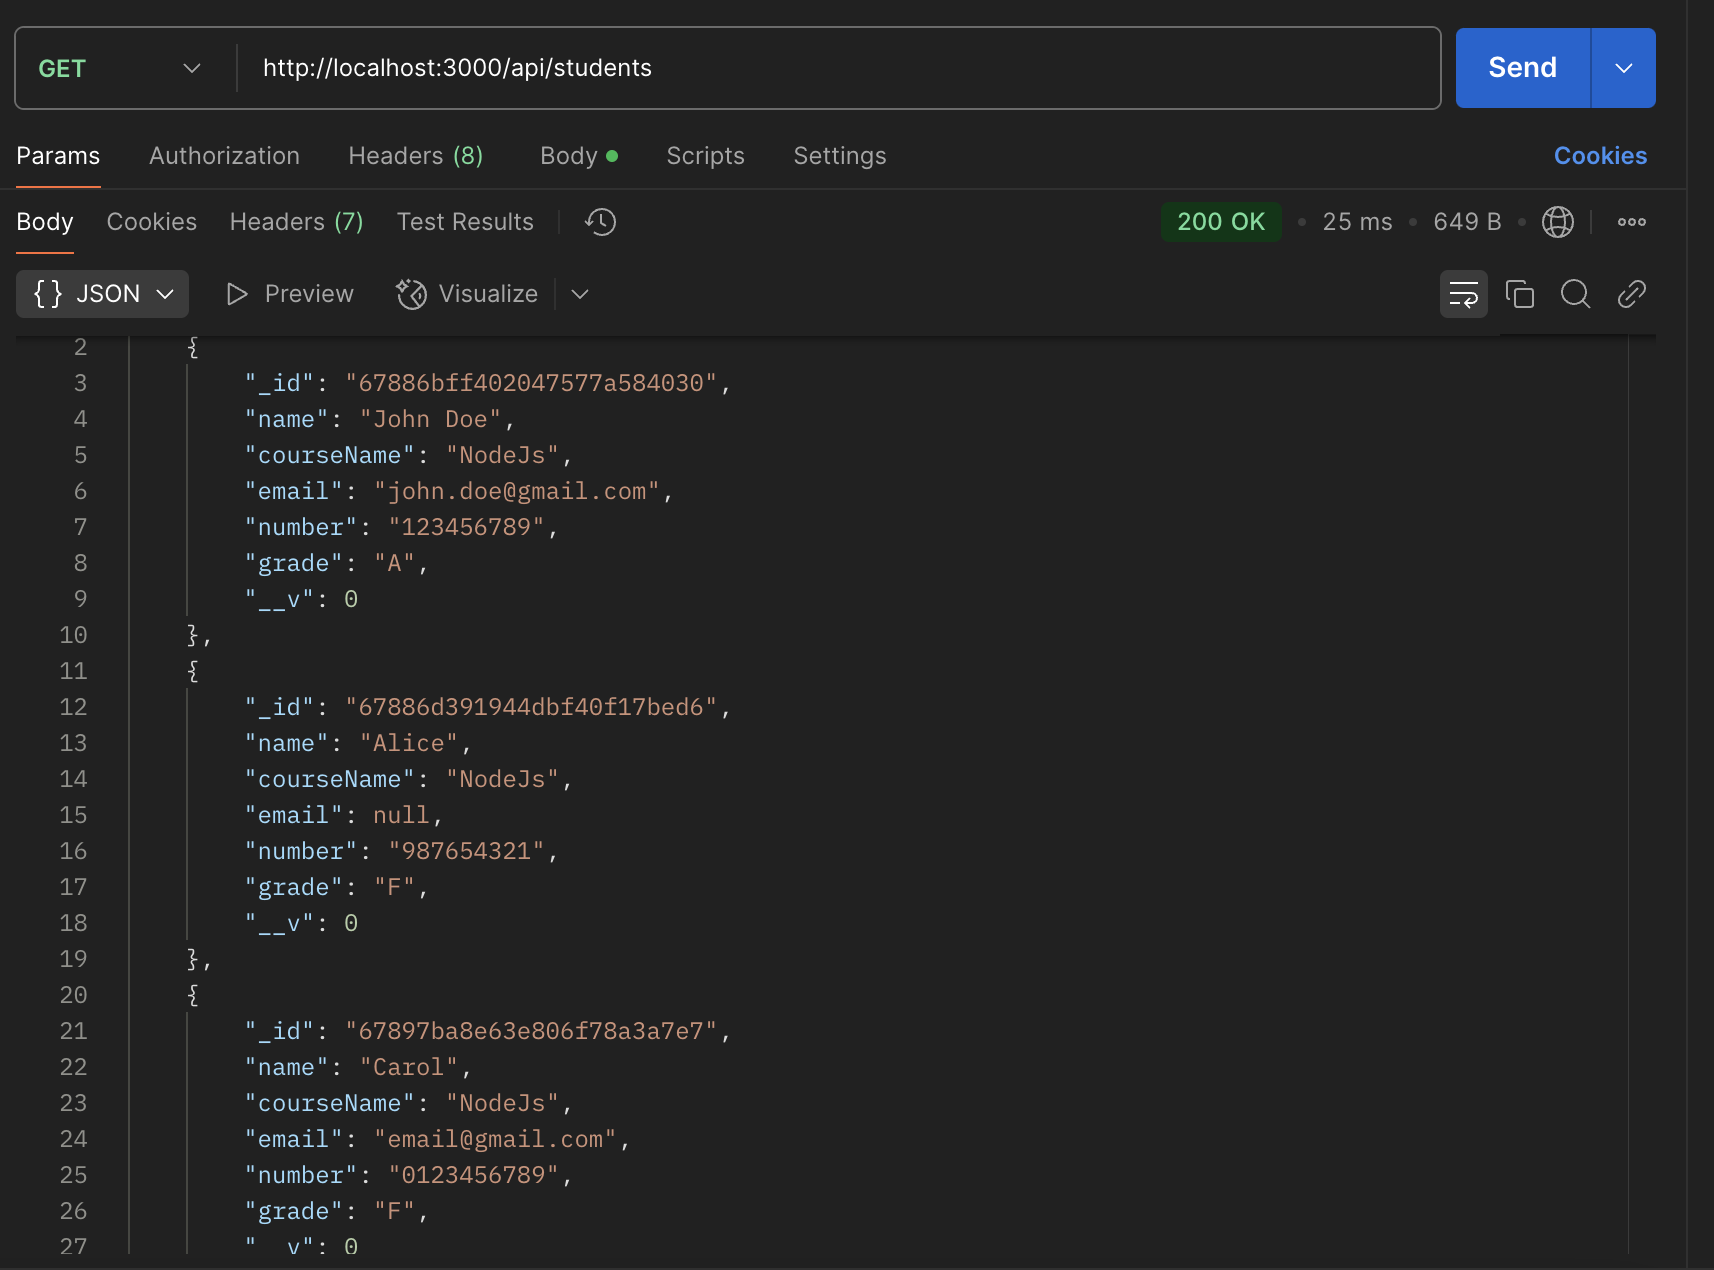 GET http://localhost:3000/api/students Send
Params Authorization Headers (8) Body Scripts Settings Cookies
Body Cookies Headers (7) Test Results 200 OK • 25 ms • 649 B •
{} JSON Preview Visualize
2 {
3 "_id": "67886bff402047577a584030",
4 "name": "John Doe",
5 "courseName": "NodeJs",
6 "email": "john.doe@gmail.com",
7 "number": "123456789",
8 "grade": "A",
9 "__v": 0
10 },
11 {
12 "_id": "67886d391944dbf40f17bed6",
13 "name": "Alice",
14 "courseName": "NodeJs",
15 "email": null,
16 "number": "987654321",
17 "grade": "F",
18 "__v": 0
19 },
20 {
21 "_id": "67897ba8e63e806f78a3a7e7",
22 "name": "Carol",
23 "courseName": "NodeJs",
24 "email": "email@gmail.com",
25 "number": "0123456789",
26 "grade": "F",
27 "__v": 0